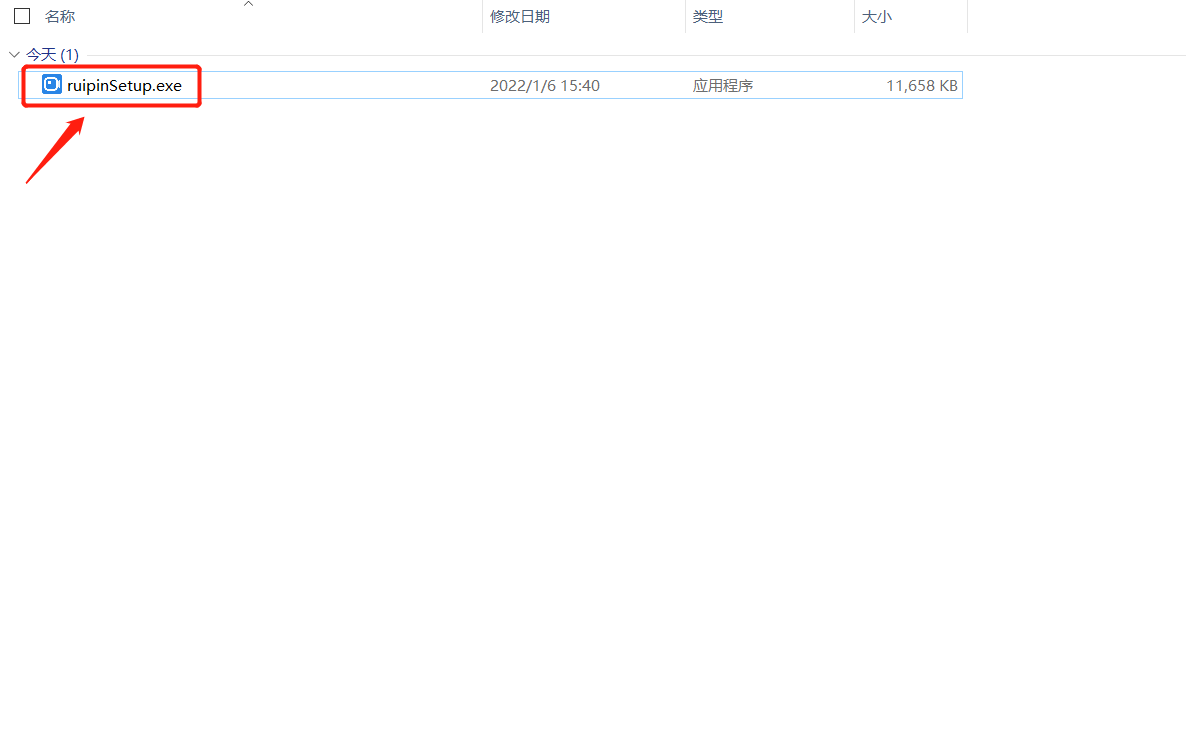 名称 修改日期 类型 大小
今天 (1)
ruipinSetup.exe 2022/1/6 15:40 应用程序 11,658 KB